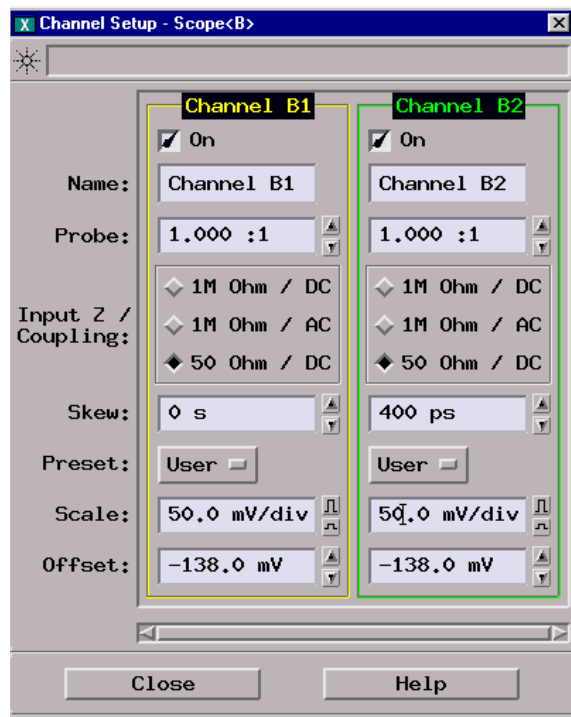 Channel Setup - Scope<B>
Channel B1 Channel B2
On On
Name: Channel B1 Channel B2
Probe: 1.000 :1 1.000 :1
Input Z / Coupling:
1M Ohm / DC 1M Ohm / DC
1M Ohm / AC 1M Ohm / AC
50 Ohm / DC 50 Ohm / DC
Skew: 0 s 400 ps
Preset: User User
Scale: 50.0 mV/div 50.0 mV/div
Offset: -138.0 mV -138.0 mV
Close Help